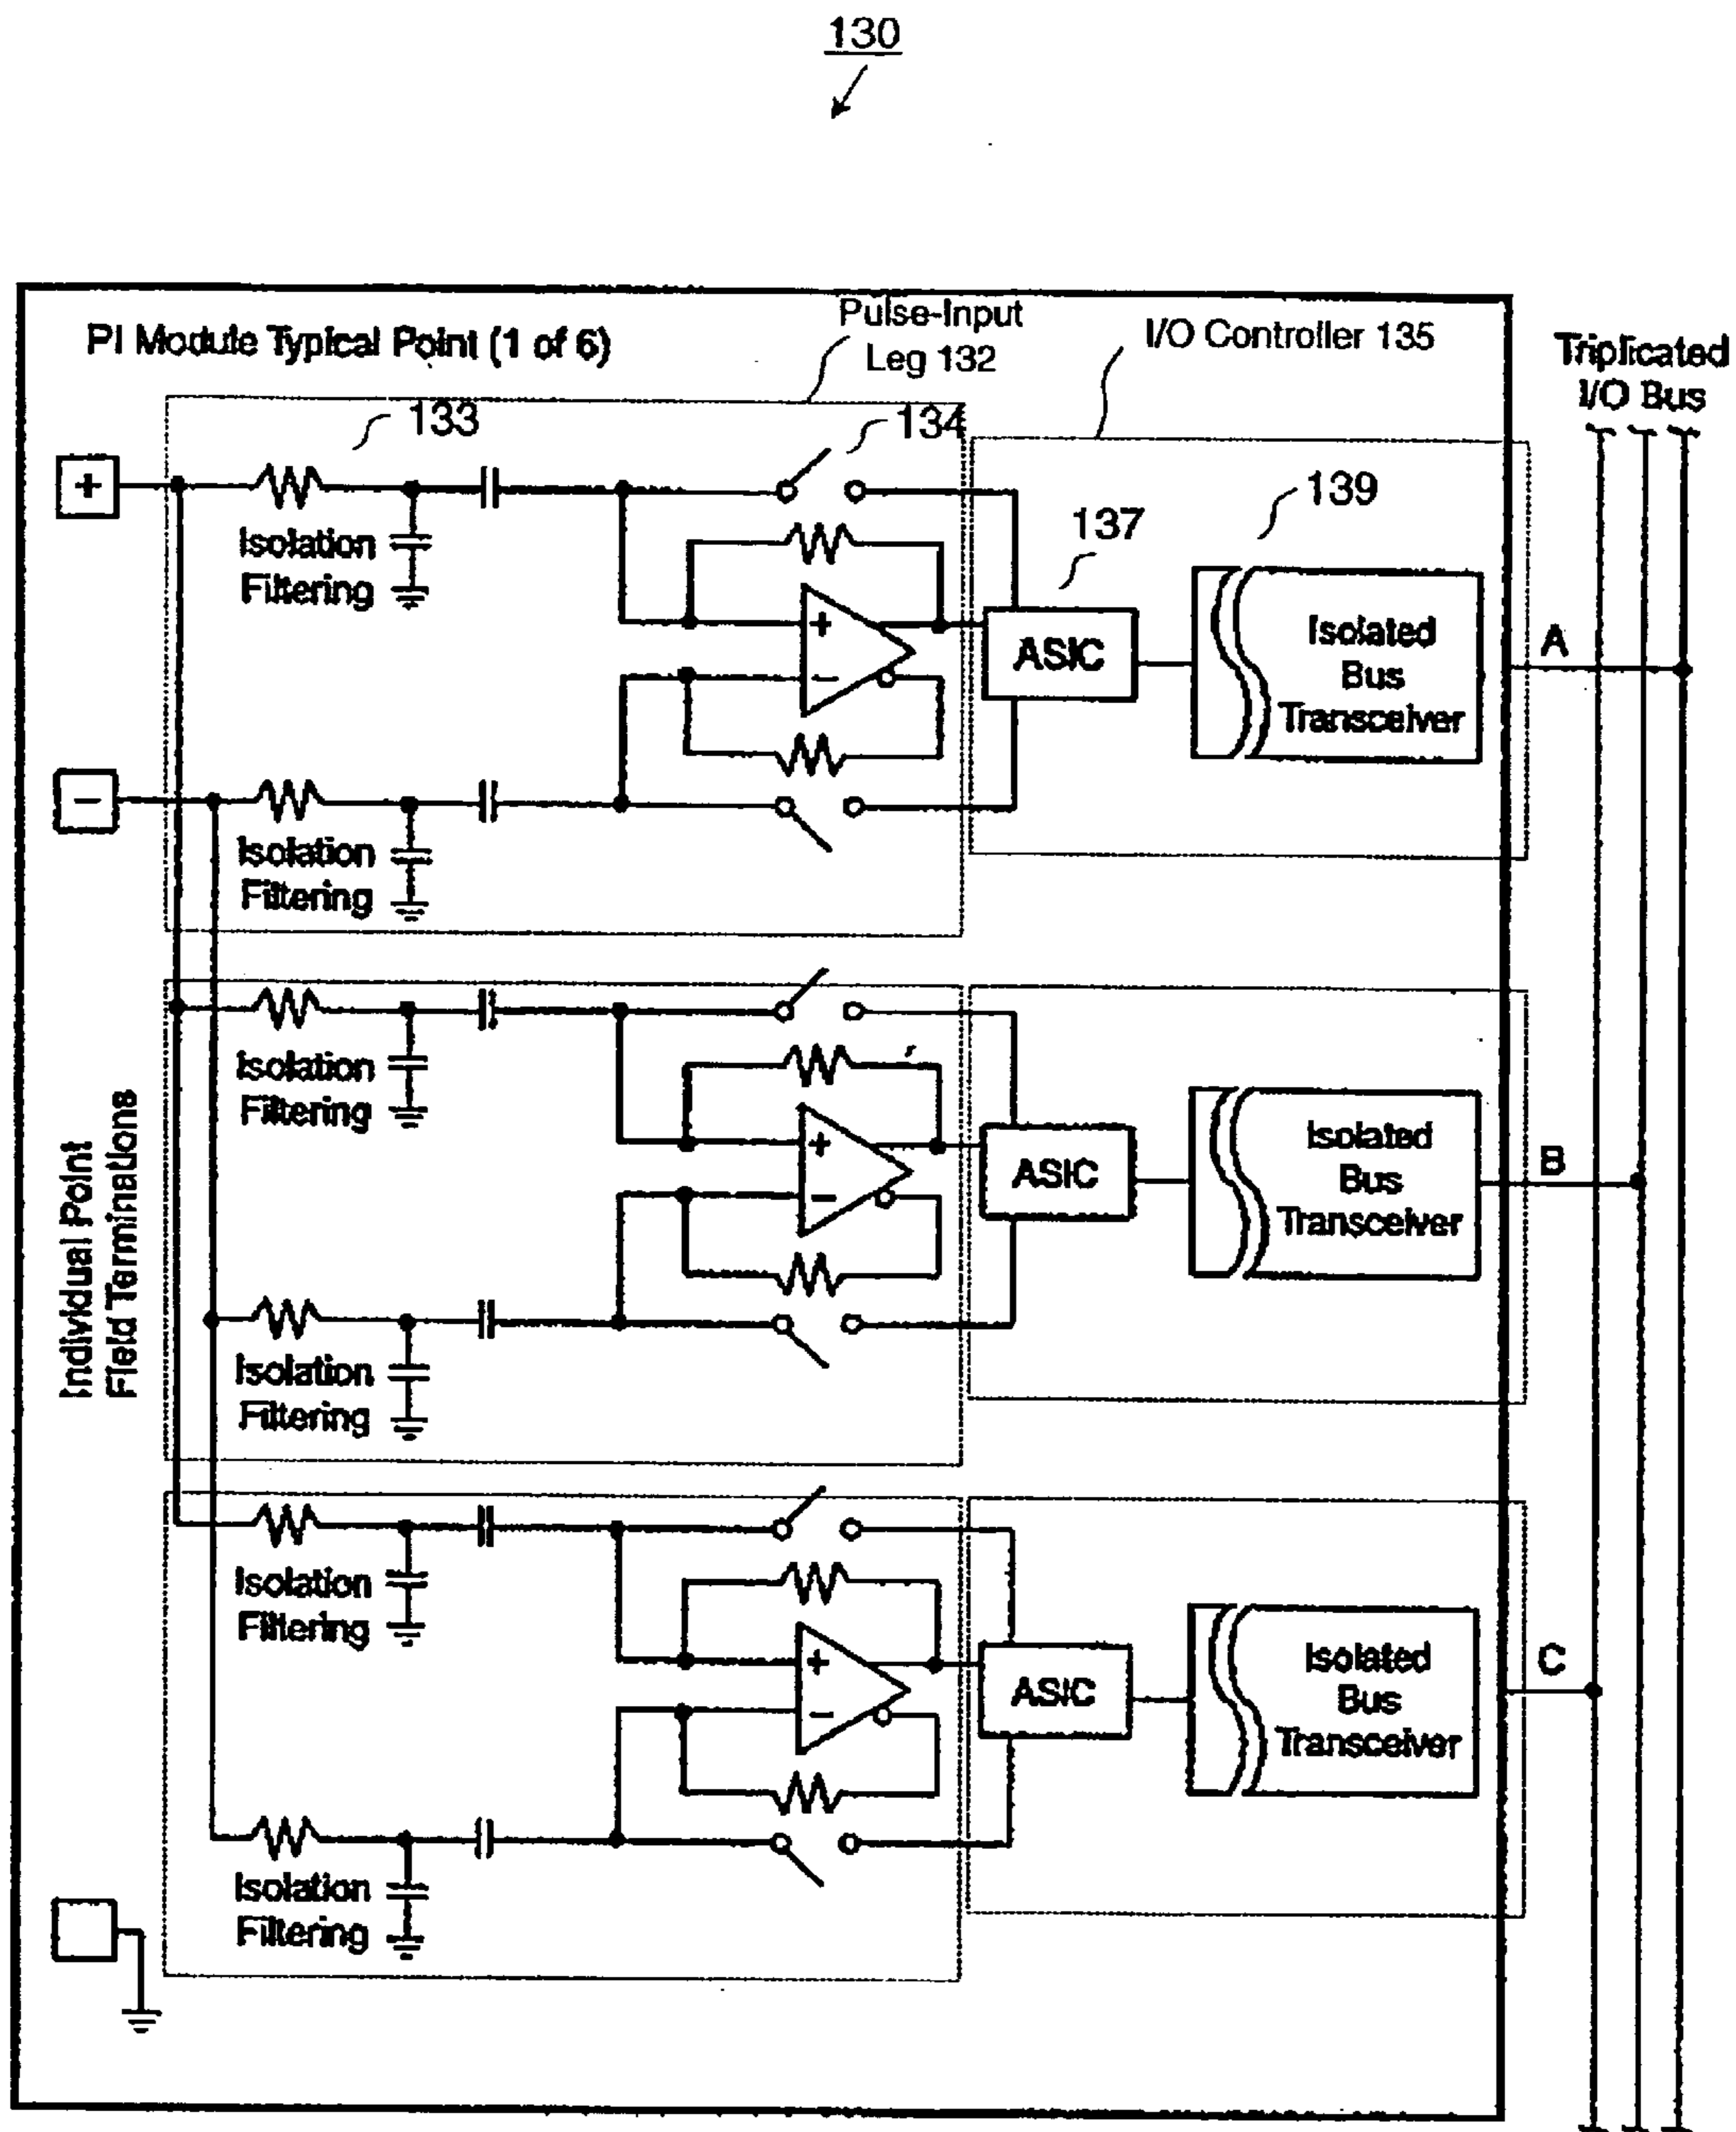 130
PI Module Typical Point (1 of 6)
Pulse-Input
Leg 132
I/O Controller 135
Triplicated
I/O Bus
133
134
137
139
+
Isolation
Filtering
+
−
ASIC
Isolated
Bus
Transceiver
A
−
Isolation
Filtering
Individual Point
Field Terminations
Isolation
Filtering
+
−
ASIC
Isolated
Bus
Transceiver
B
Isolation
Filtering
Isolation
Filtering
+
−
ASIC
Isolated
Bus
Transceiver
C
Isolation
Filtering